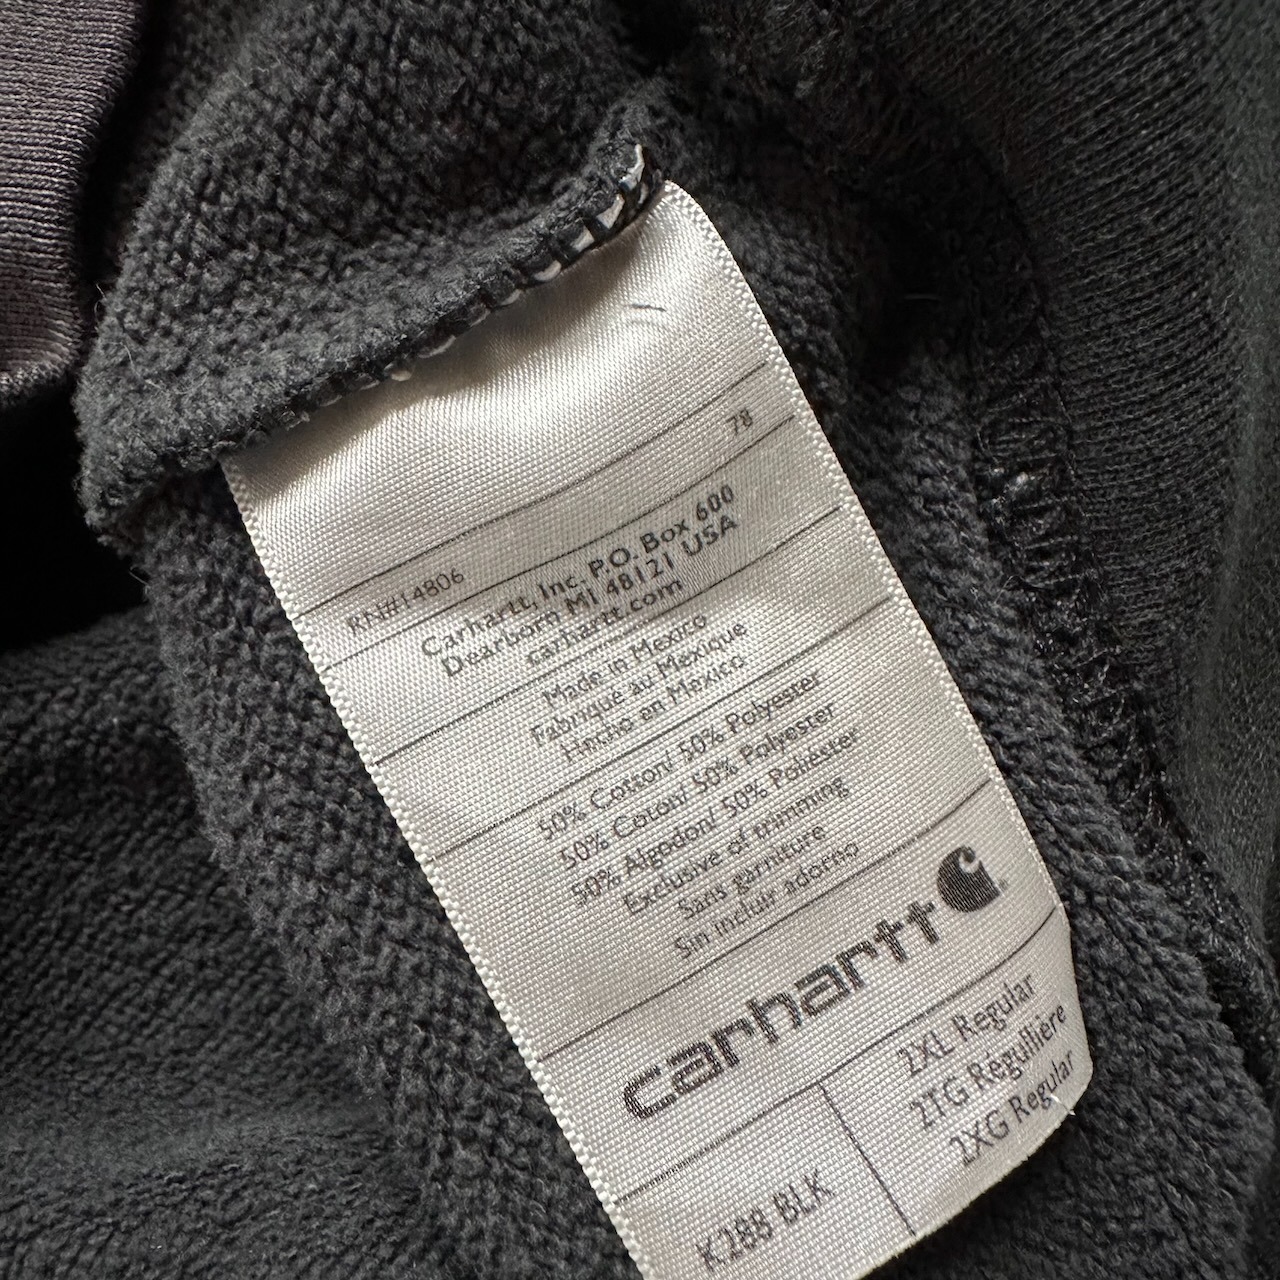 RN#14806 78
Carhartt, Inc. P.O. Box 600
Dearborn MI 48121 USA
carhartt.com
Made in Mexico
Fabriqué au Mexique
Hecho en Mexico
50% Cotton/ 50% Polyester
50% Coton/ 50% Polyester
50% Algodon/ 50% Poliester
Exclusive of trimming
Sans garniture
Sin incluir adorno
carhartt
K288 BLK
2XL Regular
2TG Régullière
2XG Regular